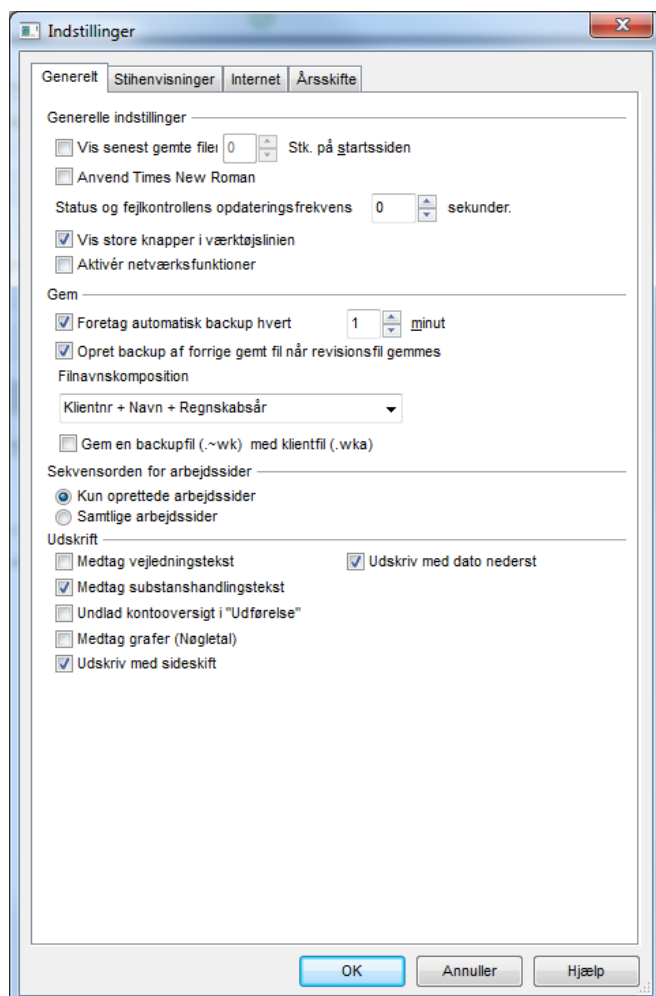 Indstillinger
Generelt Stihenvisninger Internet Årsskifte
Generelle indstillinger
Vis senest gemte filer 0 Stk. på startssiden
Anvend Times New Roman
Status og fejlkontrollens opdateringsfrekvens 0 sekunder.
Vis store knapper i værktøjslinien
Aktivér netværksfunktioner
Gem
Foretag automatisk backup hvert 1 minut
Opret backup af forrige gemt fil når revisionsfil gemmes
Filnavnskomposition
Klientnr + Navn + Regnskabsår
Gem en backupfil (.~wk) med klientfil (.wka)
Sekvensorden for arbejdssider
Kun oprettede arbejdssider
Samtlige arbejdssider
Udskrift
Medtag vejledningstekst Udskriv med dato nederst
Medtag substanshandlingstekst
Undlad kontooversigt i "Udførelse"
Medtag grafer (Nøgletal)
Udskriv med sideskift
OK Annuller Hjælp